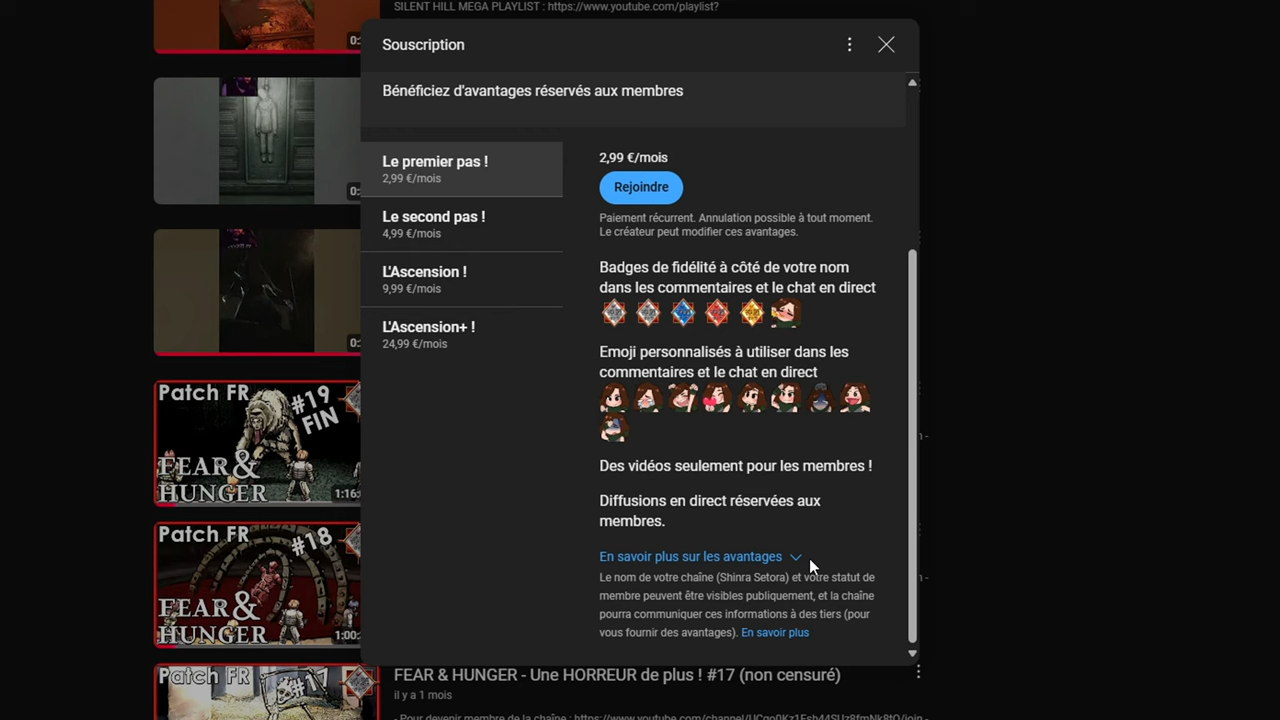 SILENT HILL MEGA PLAYLIST : https://www.youtube.com/playlist?
Souscription
Bénéficiez d'avantages réservés aux membres
Le premier pas !
2,99 €/mois
Le second pas !
4,99 €/mois
L'Ascension !
9,99 €/mois
L'Ascension+ !
24,99 €/mois
2,99 €/mois
Rejoindre
Paiement récurrent. Annulation possible à tout moment.
Le créateur peut modifier ces avantages.
Badges de fidélité à côté de votre nom
dans les commentaires et le chat en direct
Emoji personnalisés à utiliser dans les
commentaires et le chat en direct
Des vidéos seulement pour les membres !
Diffusions en direct réservées aux
membres.
En savoir plus sur les avantages
Le nom de votre chaîne (Shinra Setora) et votre statut de
membre peuvent être visibles publiquement, et la chaîne
pourra communiquer ces informations à des tiers (pour
vous fournir des avantages). En savoir plus
0:
0:
0:
Patch FR
#19
FIN
FEAR &
HUNGER
1:16:
Patch FR
#18
FEAR &
HUNGER
1:00:
Patch FR
#17
FEAR & HUNGER - Une HORREUR de plus ! #17 (non censuré)
il y a 1 mois
- Pour devenir membre de la chaîne :